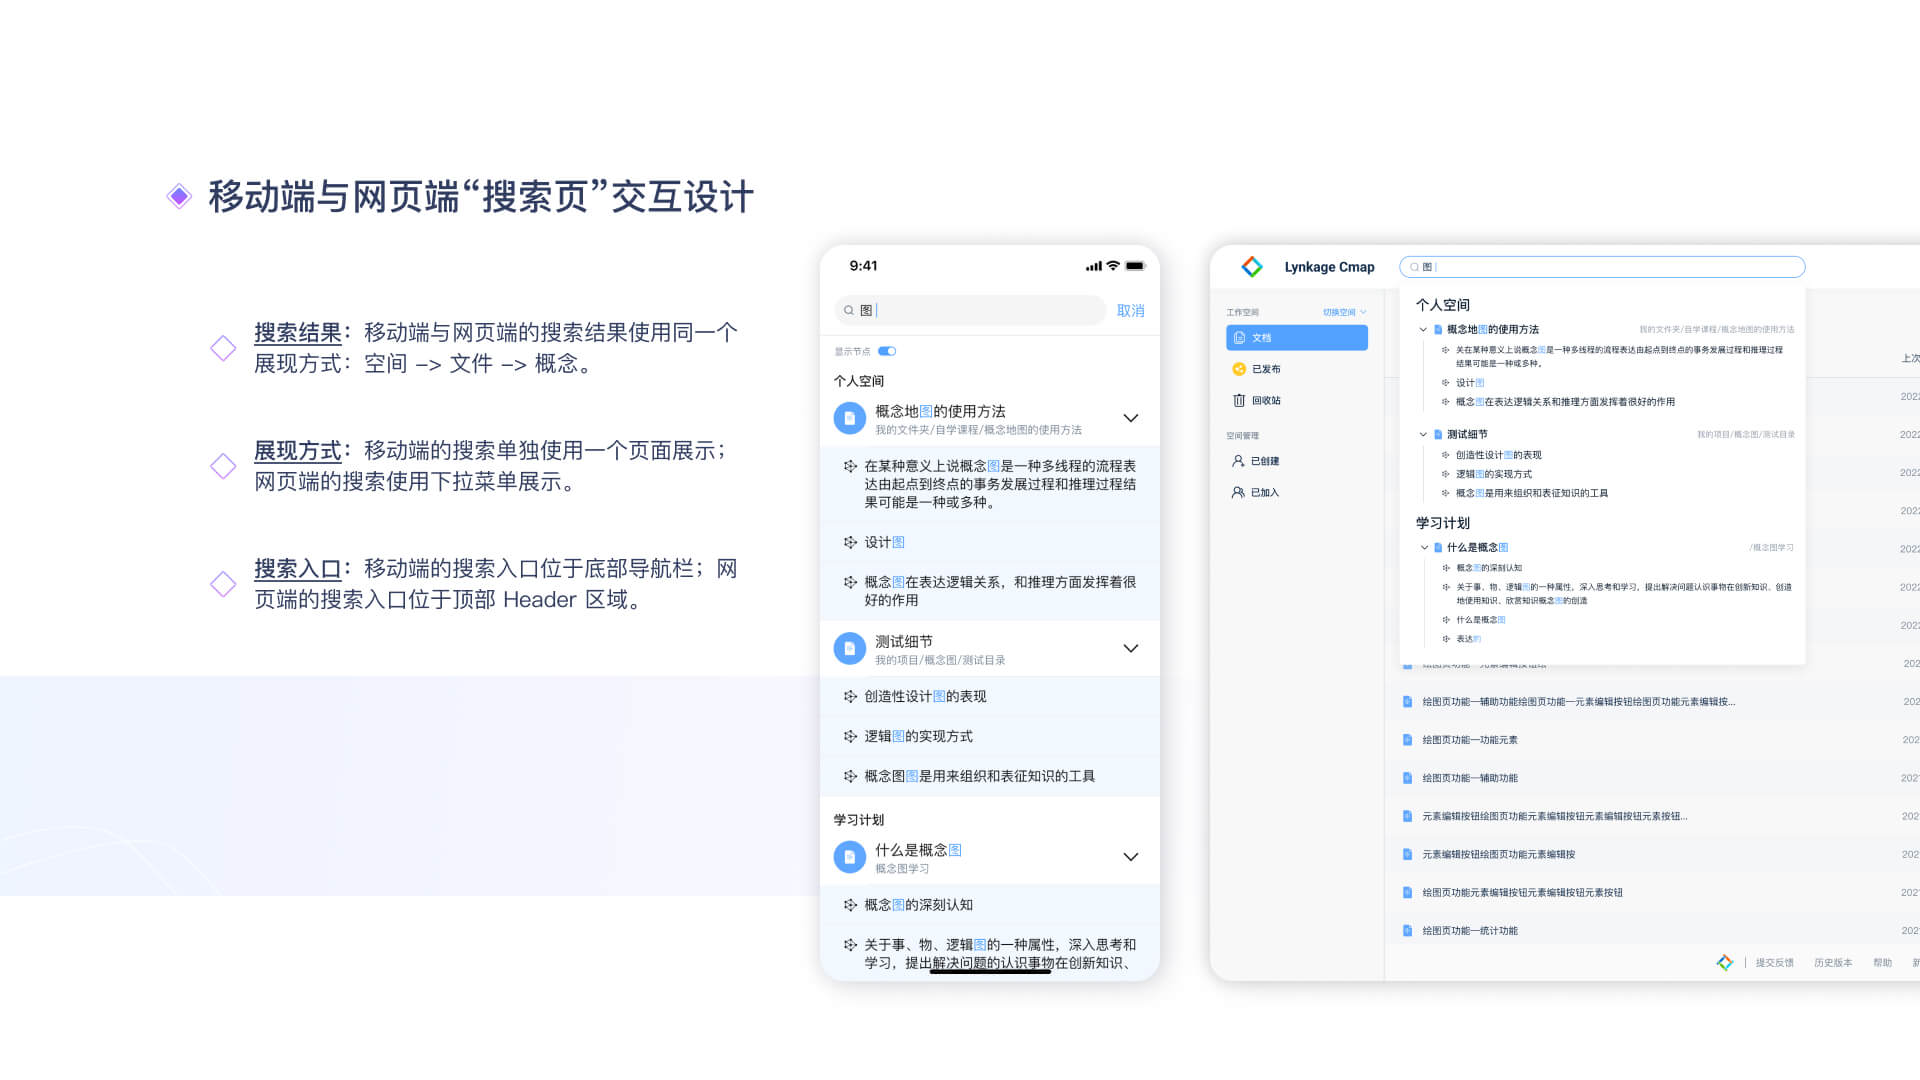 移动端与网页端“搜索页”交互设计
搜索结果：移动端与网页端的搜索结果使用同一个
展现方式：空间 –> 文件 –> 概念。
展现方式：移动端的搜索单独使用一个页面展示；
网页端的搜索使用下拉菜单展示。
搜索入口：移动端的搜索入口位于底部导航栏；网
页端的搜索入口位于顶部 Header 区域。
9:41
图
取消
显示节点
个人空间
概念地图的使用方法
我的文件夹/自学课程/概念地图的使用方法
在某种意义上说概念图是一种多线程的流程表
达由起点到终点的事务发展过程和推理过程结
果可能是一种或多种。
设计图
概念图在表达逻辑关系，和推理方面发挥着很
好的作用
测试细节
我的项目/概念图/测试目录
创造性设计图的表现
逻辑图的实现方式
概念图图是用来组织和表征知识的工具
学习计划
什么是概念图
概念图学习
概念图的深刻认知
关于事、物、逻辑图的一种属性，深入思考和
学习，提出解决问题的认识事物在创新知识、
Lynkage Cmap
图
工作空间
切换空间
文档
已发布
回收站
空间管理
已创建
已加入
个人空间
概念地图的使用方法
我的文件夹/自学课程/概念地图的使用方法
关在某种意义上说概念图是一种多线程的流程表达由起点到终点的事务发展过程和推理过程
结果可能是一种或多种。
设计图
概念图在表达逻辑关系和推理方面发挥着很好的作用
测试细节
我的项目/概念图/测试目录
创造性设计图的表现
逻辑图的实现方式
概念图是用来组织和表征知识的工具
学习计划
什么是概念图
/概念图学习
概念图的深刻认知
关于事、物、逻辑图的一种属性，深入思考和学习，提出解决问题认识事物在创新知识、创造
地使用知识、欣赏知识概念图的创造
什么是概念图
表达的
上次
2022
2022
2022
2022
2022
2022
2022
202
绘图页功能—辅助功能绘图页功能—元素编辑按钮绘图页功能元素编辑按...
202
绘图页功能—功能元素
202
绘图页功能—辅助功能
202
元素编辑按钮绘图页功能元素编辑按钮元素编辑按钮元素按钮...
202
元素编辑按钮绘图页功能元素编辑按
202
绘图页功能元素编辑按钮元素编辑按钮元素按钮
202
绘图页功能—统计功能
202
提交反馈
历史版本
帮助